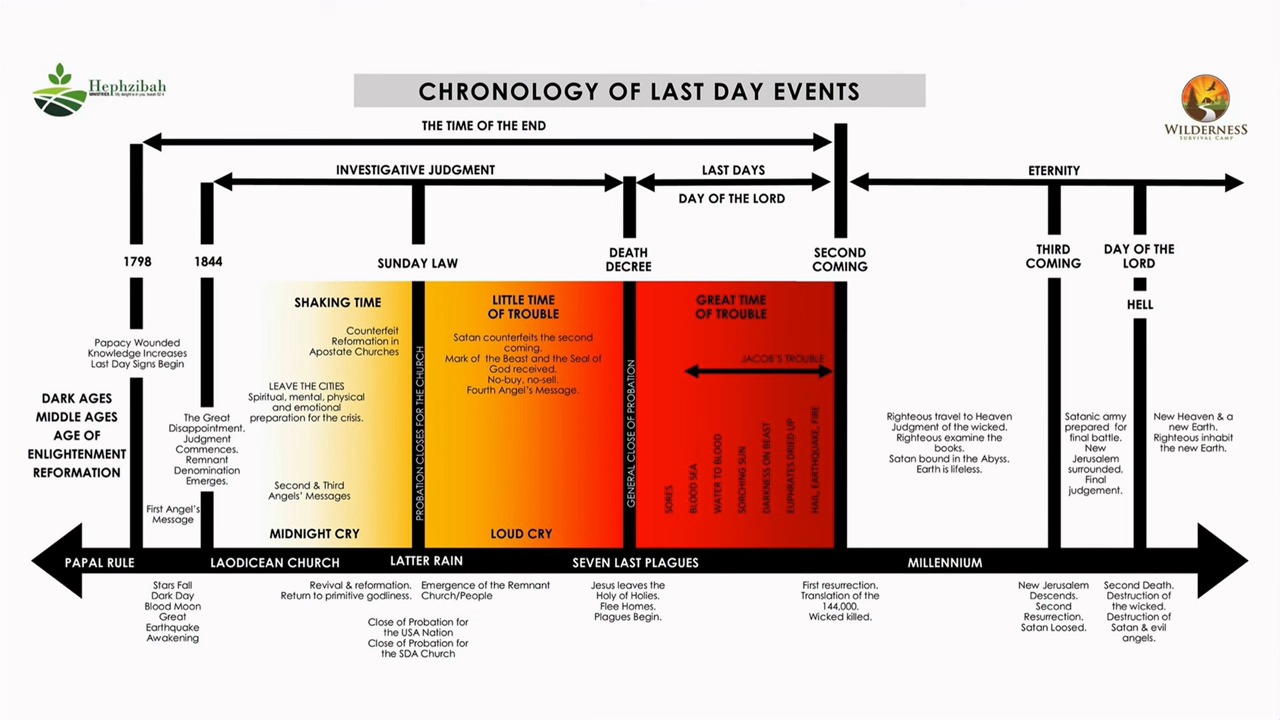 Hephzibah
MINISTRIES
CHRONOLOGY OF LAST DAY EVENTS
WILDERNESS
SURVIVAL CAMP
THE TIME OF THE END
INVESTIGATIVE JUDGMENT
LAST DAYS
DAY OF THE LORD
ETERNITY
1798
1844
SUNDAY LAW
DEATH
DECREE
SECOND
COMING
THIRD
COMING
DAY OF THE
LORD
HELL
DARK AGES
MIDDLE AGES
AGE OF
ENLIGHTENMENT
REFORMATION
Papacy Wounded
Knowledge Increases
Last Day Signs Begin
First Angel's
Message
The Great
Disappointment.
Judgment
Commences.
Remnant
Denomination
Emerges.
SHAKING TIME
Counterfeit
Reformation in
Apostate Churches
LEAVE THE CITIES
Spiritual, mental, physical
and emotional
preparation for the crisis.
Second & Third
Angels' Messages
MIDNIGHT CRY
PROBATION CLOSES FOR THE CHURCH
LITTLE TIME
OF TROUBLE
Satan counterfeits the second
coming.
Mark of the Beast and the Seal of
God received.
No-buy, no-sell.
Fourth Angel's Message.
LOUD CRY
GENERAL CLOSE OF PROBATION
GREAT TIME
OF TROUBLE
JACOB'S TROUBLE
SORES
BLOOD SEA
WATER TO BLOOD
SORCHING SUN
DARKNESS ON BEAST
EUPHRATES DRIED UP
HAIL, EARTHQUAKE, FIRE
Righteous travel to Heaven
Judgment of the wicked.
Righteous examine the
books.
Satan bound in the Abyss.
Earth is lifeless.
Satanic army
prepared for
final battle.
New
Jerusalem
surrounded.
Final
judgement.
New Heaven & a
new Earth.
Righteous inhabit
the new Earth.
PAPAL RULE
LAODICEAN CHURCH
LATTER RAIN
SEVEN LAST PLAGUES
MILLENNIUM
Stars Fall
Dark Day
Blood Moon
Great
Earthquake
Awakening
Revival & reformation.
Return to primitive godliness.
Emergence of the Remnant
Church/People
Close of Probation for
the USA Nation
Close of Probation for
the SDA Church
Jesus leaves the
Holy of Holies.
Flee Homes.
Plagues Begin.
First resurrection.
Translation of the
144,000.
Wicked killed.
New Jerusalem
Descends.
Second
Resurrection.
Satan Loosed.
Second Death.
Destruction of
the wicked.
Destruction of
Satan & evil
angels.